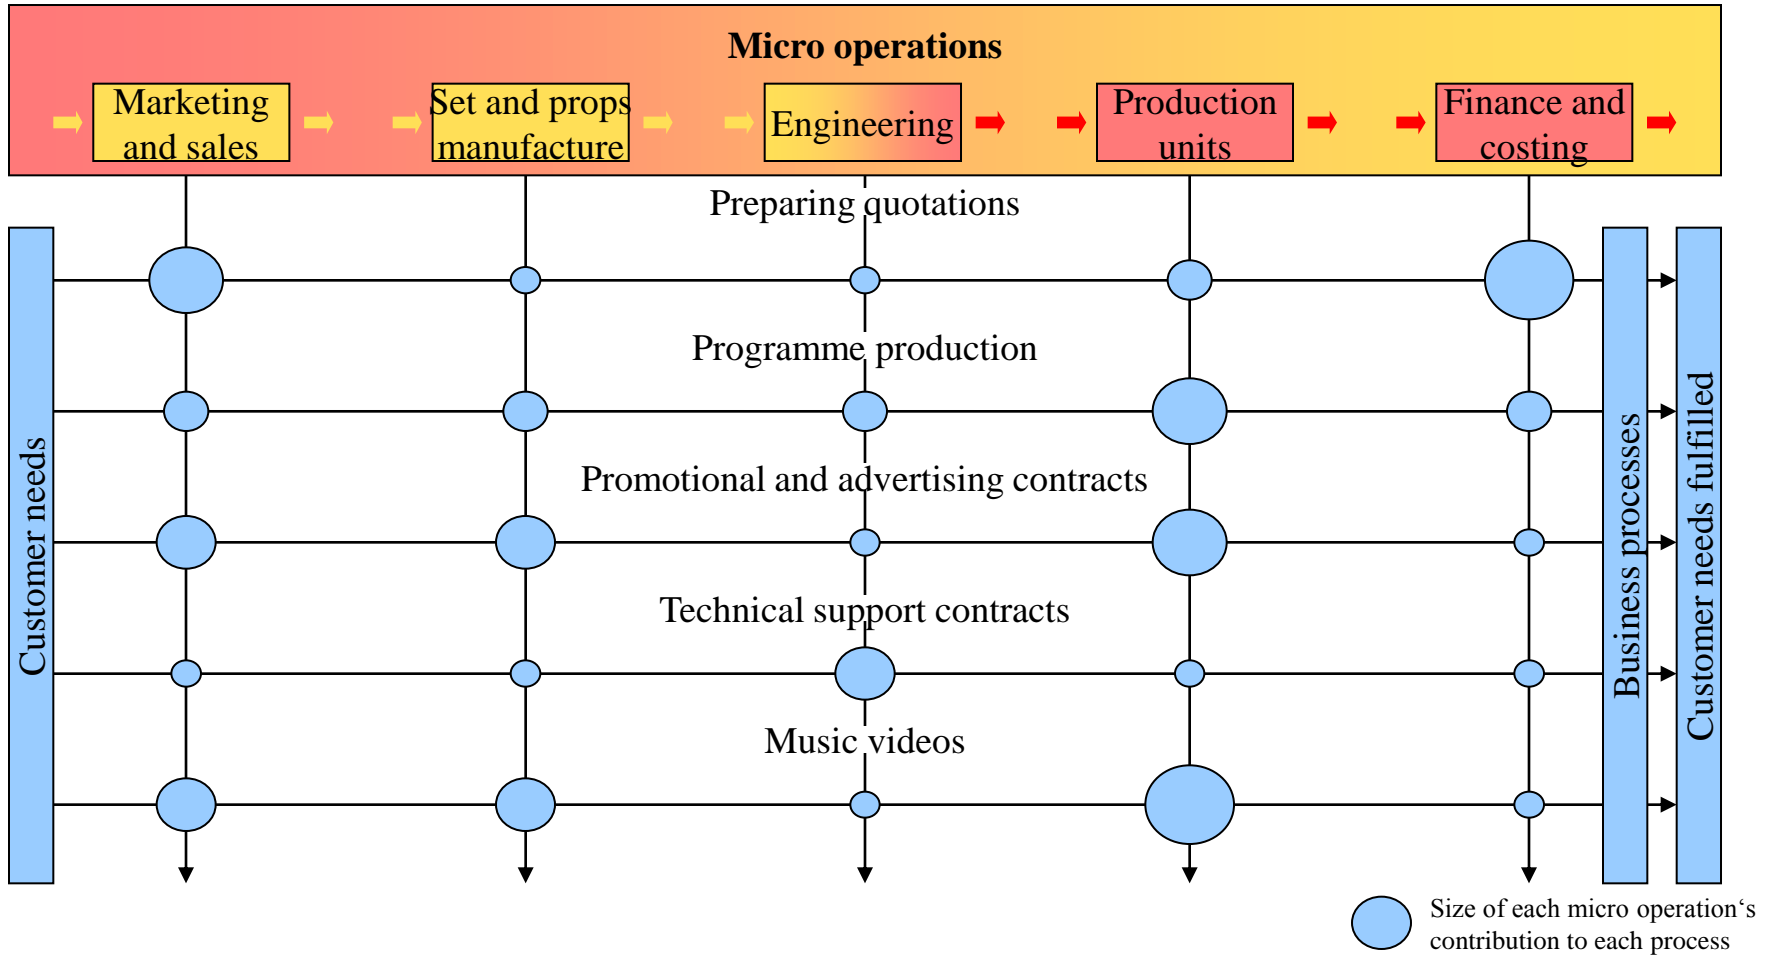 Micro operations
Marketing
and sales
Set and props
manufacture
Engineering
Production
units
Finance and
costing
Preparing quotations
Programme production
Promotional and advertising contracts
Technical support contracts
Music videos
Customer needs
Business processes
Customer needs fulfilled
Size of each micro operation‘s
contribution to each process